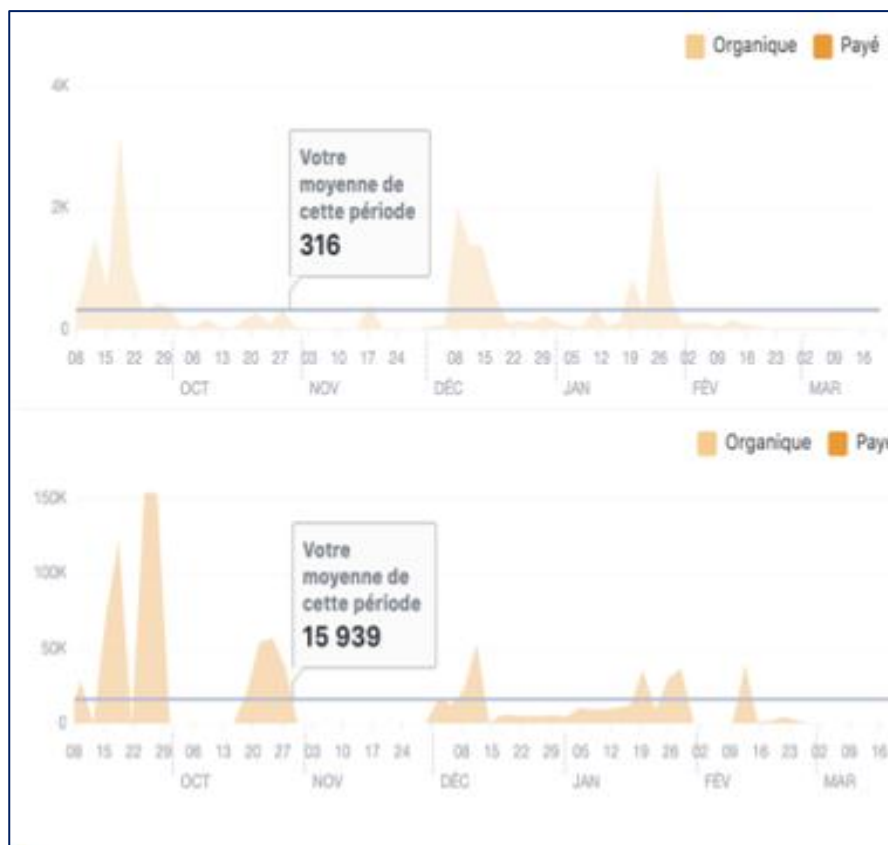 Organique Payé
4K
Votre
moyenne de
cette période
316
2K
0
08 15 22 29 06 13 20 27 03 10 17 24 08 15 22 29 05 12 19 26 02 09 16 23 02 09 16
OCT NOV DÉC JAN FÉV MAR
Organique Payé
150K
Votre
moyenne de
cette période
15 939
100K
50K
0
08 15 22 29 06 13 20 27 03 10 17 24 08 15 22 29 05 12 19 26 02 09 16 23 02 09 16
OCT NOV DÉC JAN FÉV MAR